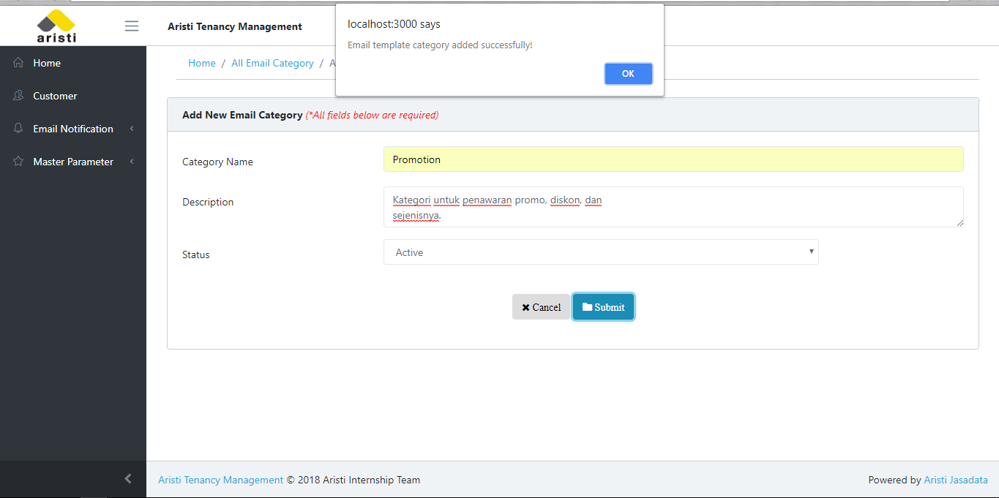 aristi
Aristi Tenancy Management
localhost:3000 says
Email template category added successfully!
OK
Home
Customer
Email Notification
Master Parameter
Home / All Email Category / A
Add New Email Category (*All fields below are required)
Category Name
Promotion
Description
Kategori untuk penawaran promo, diskon, dan
sejenisnya.
Status
Active
Cancel
Submit
Aristi Tenancy Management © 2018 Aristi Internship Team
Powered by Aristi Jasadata